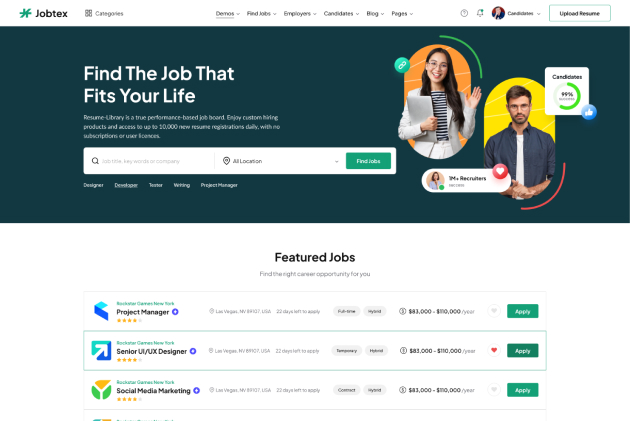 Jobtex
Categories
Demos
Find Jobs
Employers
Candidates
Blog
Pages
Candidates
Upload Resume
Find The Job That
Fits Your Life
Resume-Library is a true performance-based job board. Enjoy custom hiring
products and access to up to 10,000 new resume registrations daily, with no
subscriptions or user licences.
Job title, key words or company
All Location
Find Jobs
Designer
Developer
Tester
Writing
Project Manager
Candidates
99%
1M+ Recruiters
Featured Jobs
Find the right career opportunity for you
Rockstar Games New York
Project Manager
Las Vegas, NV 89107, USA
22 days left to apply
Full-time
Hybrid
$83,000 - $110,000 /year
Apply
Rockstar Games New York
Senior UI/UX Designer
Las Vegas, NV 89107, USA
22 days left to apply
Temporary
Hybrid
$83,000 - $110,000 /year
Apply
Rockstar Games New York
Social Media Marketing
Las Vegas, NV 89107, USA
22 days left to apply
Contract
Hybrid
$83,000 - $110,000 /year
Apply